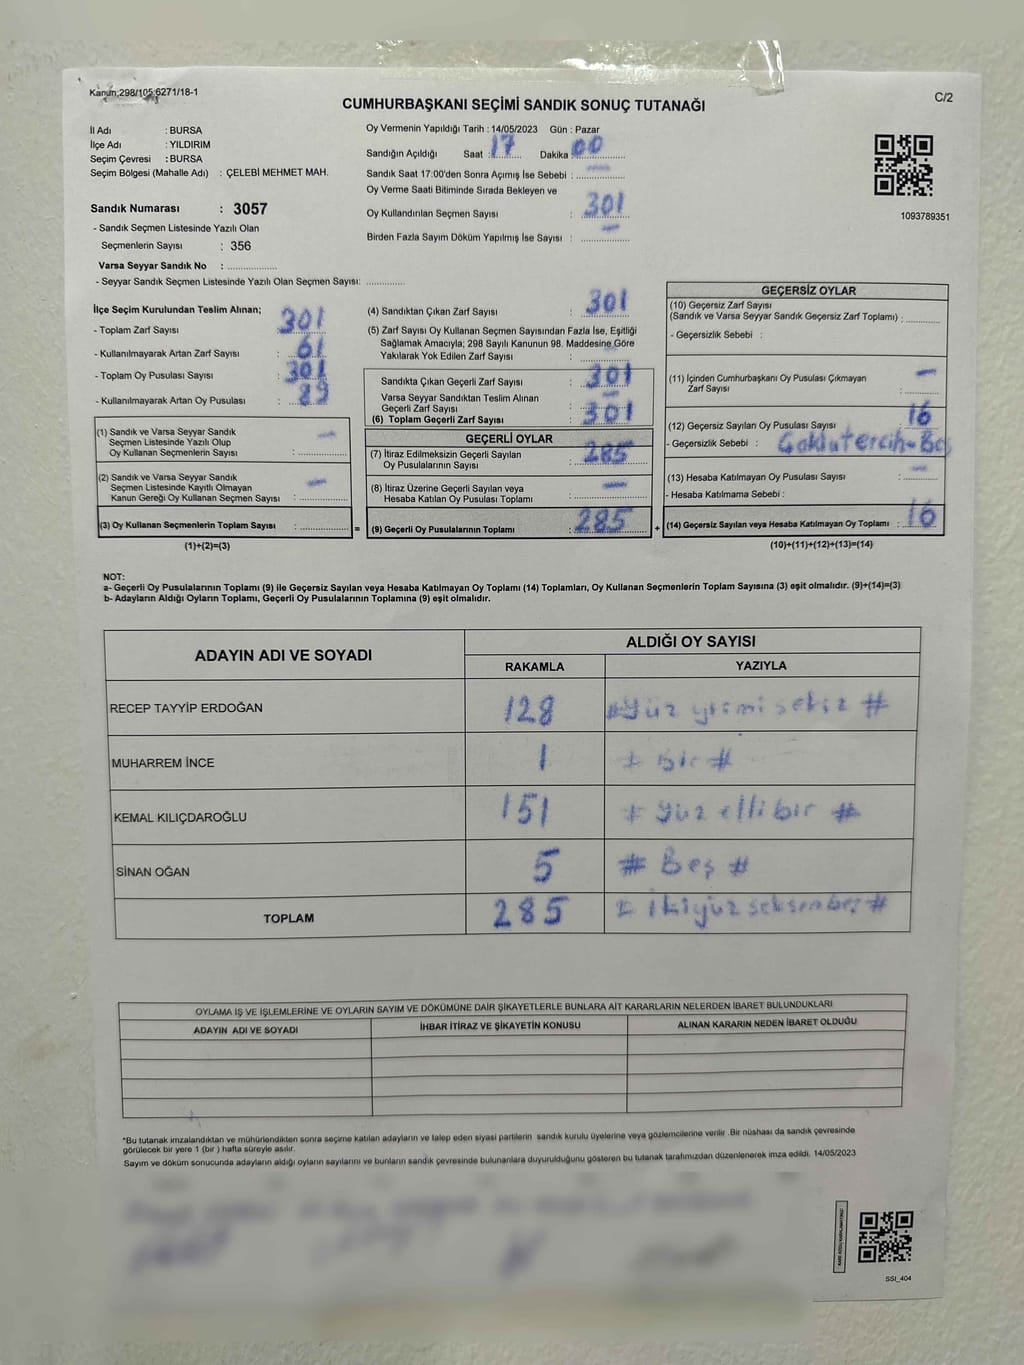 Kanun;298/105;6271/18-1
C/2
CUMHURBAŞKANI SEÇİMİ SANDIK SONUÇ TUTANAĞI
İl Adı : BURSA
İlçe Adı : YILDIRIM
Seçim Çevresi : BURSA
Seçim Bölgesi (Mahalle Adı) : ÇELEBİ MEHMET MAH.
Sandık Numarası : 3057
- Sandık Seçmen Listesinde Yazılı Olan
Seçmenlerin Sayısı : 356
Varsa Seyyar Sandık No : ................
- Seyyar Sandık Seçmen Listesinde Yazılı Olan Seçmen Sayısı: ............
Oy Vermenin Yapıldığı Tarih : 14/05/2023 Gün : Pazar
Sandığın Açıldığı Saat : 17 Dakika : 00
Sandık Saat 17:00'den Sonra Açımış İse Sebebi : —
Oy Verme Saati Bitiminde Sırada Bekleyen ve
Oy Kullandırılan Seçmen Sayısı : 301
Birden Fazla Sayım Döküm Yapılmış İse Sayısı : —
1093789351
İlçe Seçim Kurulundan Teslim Alınan;
- Toplam Zarf Sayısı : 301
- Kullanılmayarak Artan Zarf Sayısı : 61
- Toplam Oy Pusulası Sayısı : 301
- Kullanılmayarak Artan Oy Pusulası : 89
(1) Sandık ve Varsa Seyyar Sandık
Seçmen Listesinde Yazılı Olup
Oy Kullanan Seçmenlerin Sayısı : —
(2) Sandık ve Varsa Seyyar Sandık
Seçmen Listesinde Kayıtlı Olmayan
Kanun Gereği Oy Kullanan Seçmen Sayısı : —
(3) Oy Kullanan Seçmenlerin Toplam Sayısı : ............ =
(1)+(2)=(3)
(4) Sandıktan Çıkan Zarf Sayısı : 301
(5) Zarf Sayısı Oy Kullanan Seçmen Sayısından Fazla İse, Eşitliği
Sağlamak Amacıyla; 298 Sayılı Kanunun 98. Maddesine Göre
Yakılarak Yok Edilen Zarf Sayısı :
Sandıkta Çıkan Geçerli Zarf Sayısı : 301
Varsa Seyyar Sandıktan Teslim Alınan
Geçerli Zarf Sayısı : —
(6) Toplam Geçerli Zarf Sayısı : 301
GEÇERLİ OYLAR
(7) İtiraz Edilmeksizin Geçerli Sayılan
Oy Pusulalarının Sayısı : 285
(8) İtiraz Üzerine Geçerli Sayılan veya
Hesaba Katılan Oy Pusulası Toplamı : —
(9) Geçerli Oy Pusulalarının Toplamı : 285 +
GEÇERSİZ OYLAR
(10) Geçersiz Zarf Sayısı
(Sandık ve Varsa Seyyar Sandık Geçersiz Zarf Toplamı) : ............
- Geçersizlik Sebebi :
(11) İçinden Cumhurbaşkanı Oy Pusulası Çıkmayan
Zarf Sayısı : —
(12) Geçersiz Sayılan Oy Pusulası Sayısı : 16
- Geçersizlik Sebebi :
(13) Hesaba Katılmayan Oy Pusulası Sayısı : —
- Hesaba Katılmama Sebebi :
(14) Geçersiz Sayılan veya Hesaba Katılmayan Oy Toplamı : 16
(10)+(11)+(12)+(13)=(14)
NOT:
a- Geçerli Oy Pusulalarının Toplamı (9) ile Geçersiz Sayılan veya Hesaba Katılmayan Oy Toplamı (14) Toplamları, Oy Kullanan Seçmenlerin Toplam Sayısına (3) eşit olmalıdır. (9)+(14)=(3)
b- Adayların Aldığı Oyların Toplamı, Geçerli Oy Pusulalarının Toplamına (9) eşit olmalıdır.
ADAYIN ADI VE SOYADI ALDIĞI OY SAYISI
RAKAMLA YAZIYLA
RECEP TAYYİP ERDOĞAN 128 #Yüz yirmi sekiz #
MUHARREM İNCE 1 # Bir #
KEMAL KILIÇDAROĞLU 151 # Yüz elli bir #
SİNAN OĞAN 5 # Beş #
TOPLAM 285 # İkiyüz seksen beş #
OYLAMA İŞ VE İŞLEMLERİNE VE OYLARIN SAYIM VE DÖKÜMÜNE DAİR ŞİKAYETLERLE BUNLARA AİT KARARLARIN NELERDEN İBARET BULUNDUKLARI
ADAYIN ADI VE SOYADI İHBAR İTİRAZ VE ŞİKAYETİN KONUSU ALINAN KARARIN NEDEN İBARET OLDUĞU
*Bu tutanak imzalandıktan ve mühürlendikten sonra seçime katılan adayların ve talep eden siyasi partilerin sandık kurulu üyelerine veya gözlemcilerine verilir .Bir nüshası da sandık çevresinde
görülecek bir yere 1 (bir ) hafta süreyle asılır.
Sayım ve döküm sonucunda adayların aldığı oyların sayılarını ve bunların sandık çevresinde bulunanlara duyurulduğunu gösteren bu tutanak tarafımızdan düzenlenerek imza edildi. 14/05/2023
SSI_404